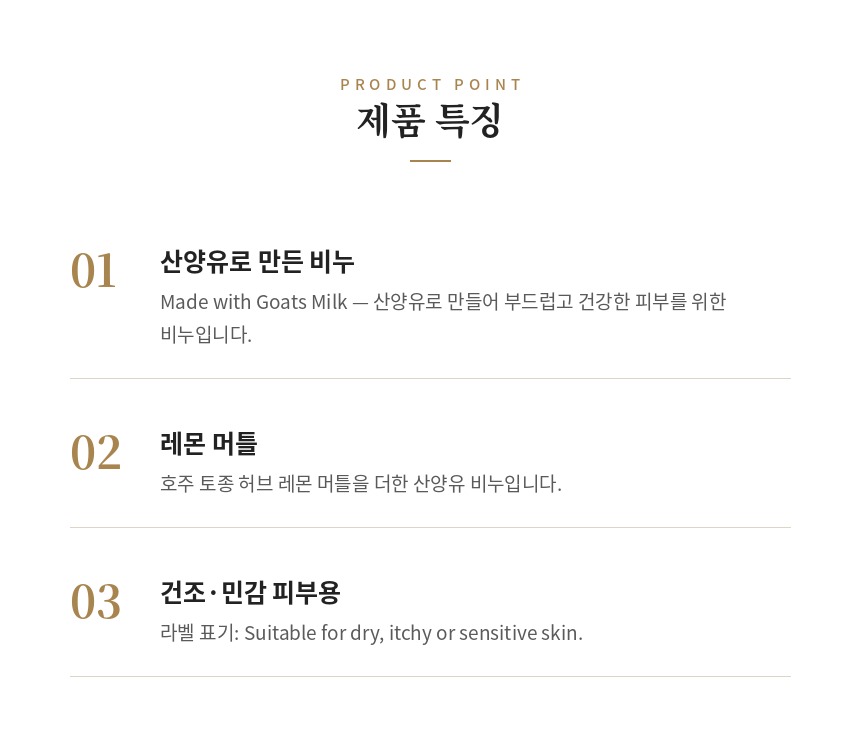 PRODUCT POINT
제품 특징
01
산양유로 만든 비누
Made with Goats Milk — 산양유로 만들어 부드럽고 건강한 피부를 위한
비누입니다.
02
레몬 머틀
호주 토종 허브 레몬 머틀을 더한 산양유 비누입니다.
03
건조·민감 피부용
라벨 표기: Suitable for dry, itchy or sensitive skin.